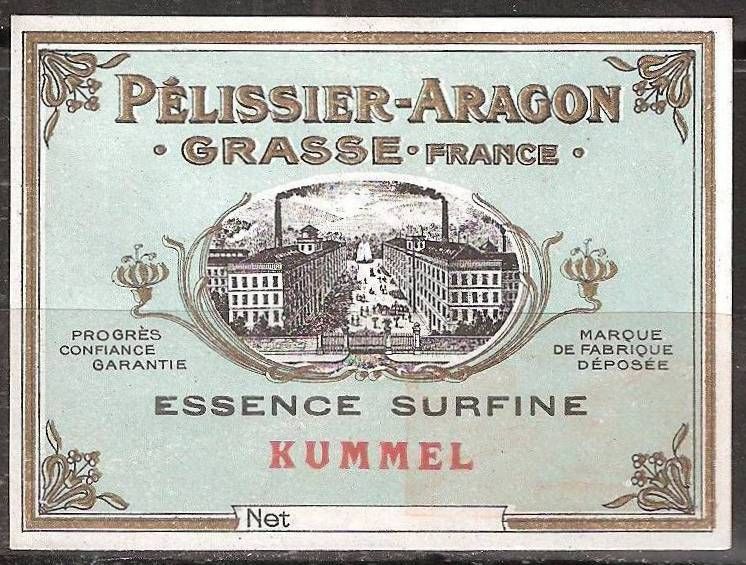 PÉLISSIER-ARAGON
• GRASSE • FRANCE •
PROGRÈS
CONFIANCE
GARANTIE
MARQUE
DE FABRIQUE
DÉPOSÉE
ESSENCE SURFINE
KUMMEL
Net